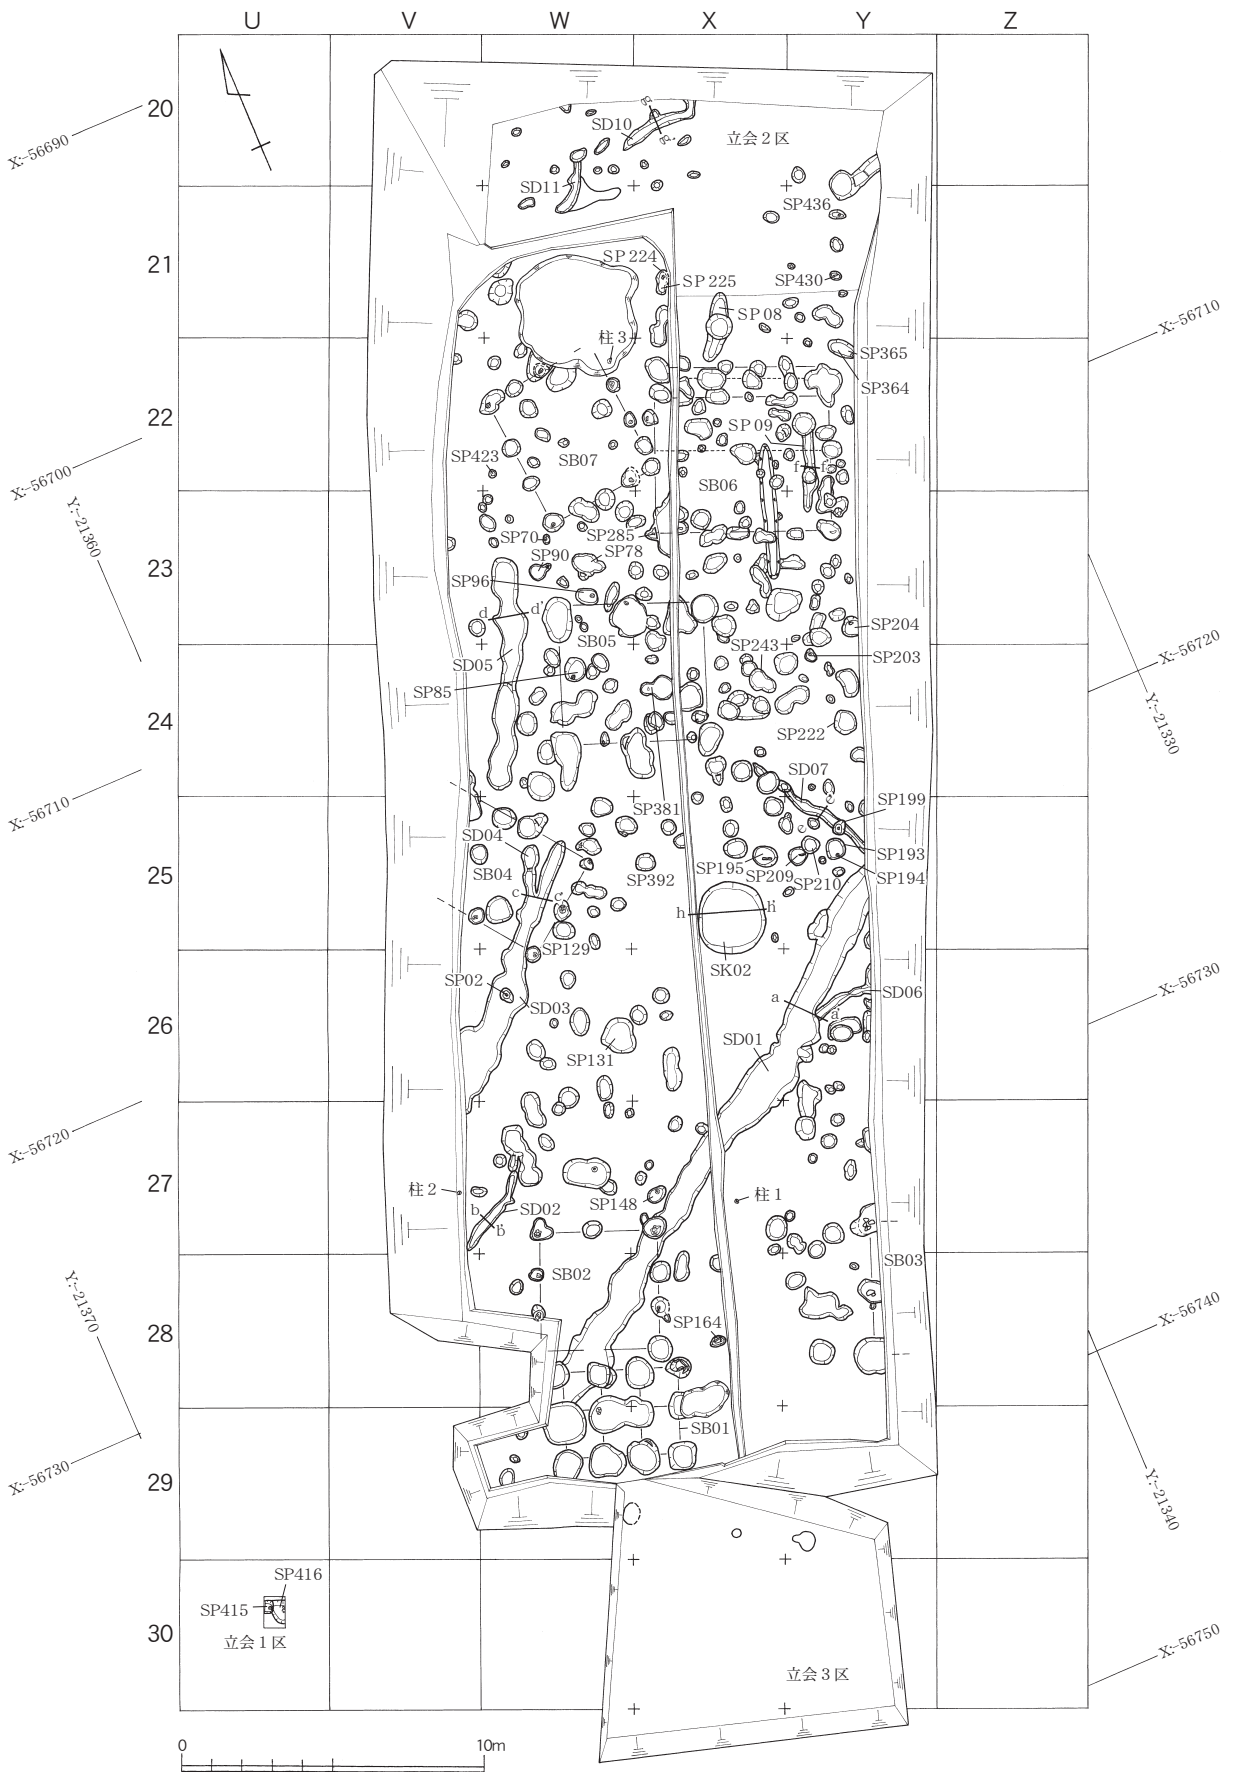 U V W X Y Z
20
X:-56690
SD10
g g'
立会２区
SD11
SP436
21
SP224
SP225
SP430
SP08
X:-56710
柱３
SP365
SP364
22
SP09
SP423
SB07
f f'
X:-56700
SB06
Y:-21360
SP70
SP285
SP90
SP78
23
SP96
d d'
SB05
SP204
X:-56720
SP243
SP203
SD05
SP85
24
SP222
Y:-21330
SD07
SP199
X:-56710
SP381
e e'
SD04
SP193
25
SB04
SP392
SP195
SP209
SP210
SP194
c c'
h h'
SP129
SK02
SP02
SD03
X:-56730
SD06
a a'
26
SD01
SP131
X:-56720
27
柱２
柱１
SP148
b b'
SD02
SB03
SB02
Y:-21370
X:-56740
28
SP164
SB01
X:-56730
29
Y:-21340
SP416
SP415
30
立会１区
X:-56750
立会３区
0 10m